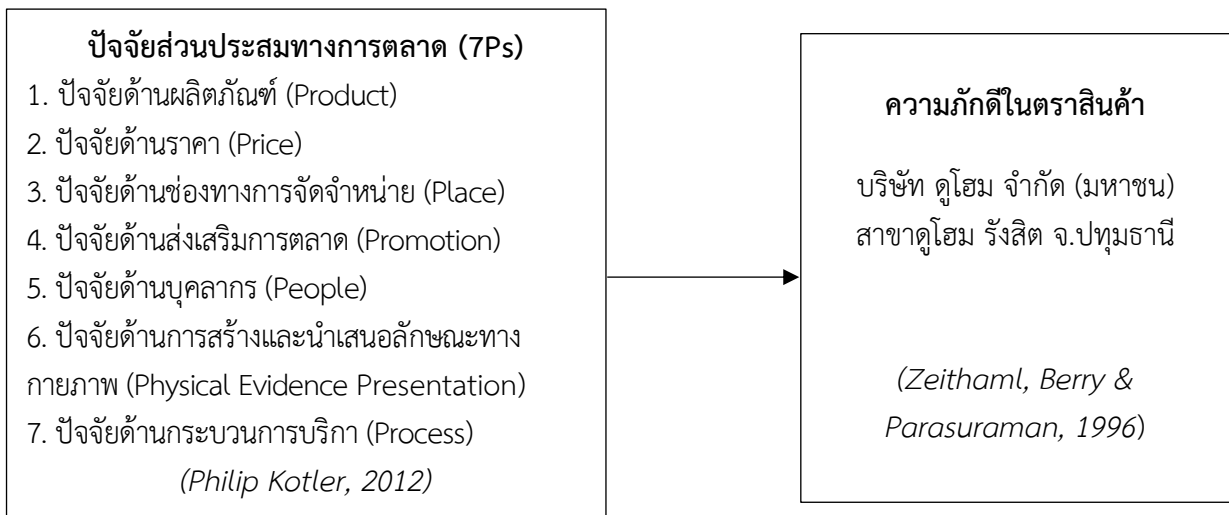 ปัจจัยส่วนประสมทางการตลาด (7Ps)
1. ปัจจัยด้านผลิตภัณฑ์ (Product)
2. ปัจจัยด้านราคา (Price)
3. ปัจจัยด้านช่องทางการจัดจำหน่าย (Place)
4. ปัจจัยด้านส่งเสริมการตลาด (Promotion)
5. ปัจจัยด้านบุคลากร (People)
6. ปัจจัยด้านการสร้างและนำเสนอลักษณะทาง
กายภาพ (Physical Evidence Presentation)
7. ปัจจัยด้านกระบวนการบริกา (Process)
(Philip Kotler, 2012)
ความภักดีในตราสินค้า
บริษัท ดูโฮม จำกัด (มหาชน)
สาขาดูโฮม รังสิต จ.ปทุมธานี
(Zeithaml, Berry &
Parasuraman, 1996)